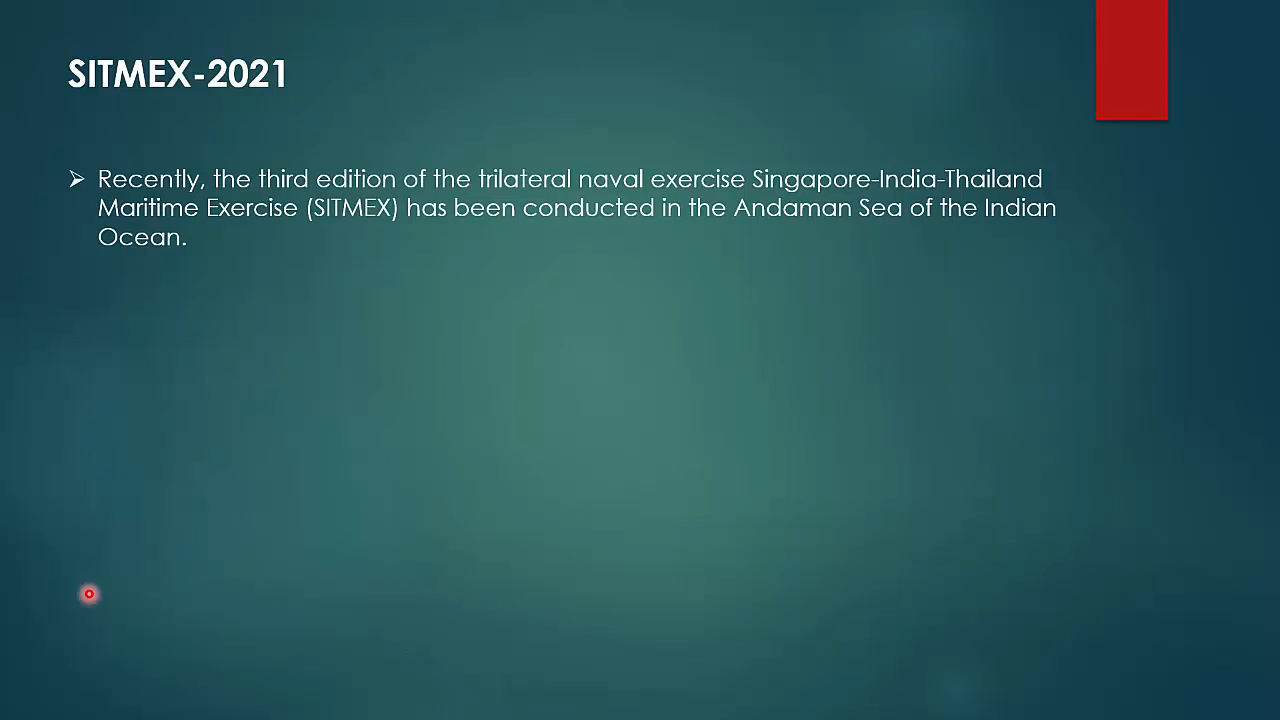 SITMEX-2021
Recently, the third edition of the trilateral naval exercise Singapore-India-Thailand
Maritime Exercise (SITMEX) has been conducted in the Andaman Sea of the Indian
Ocean.